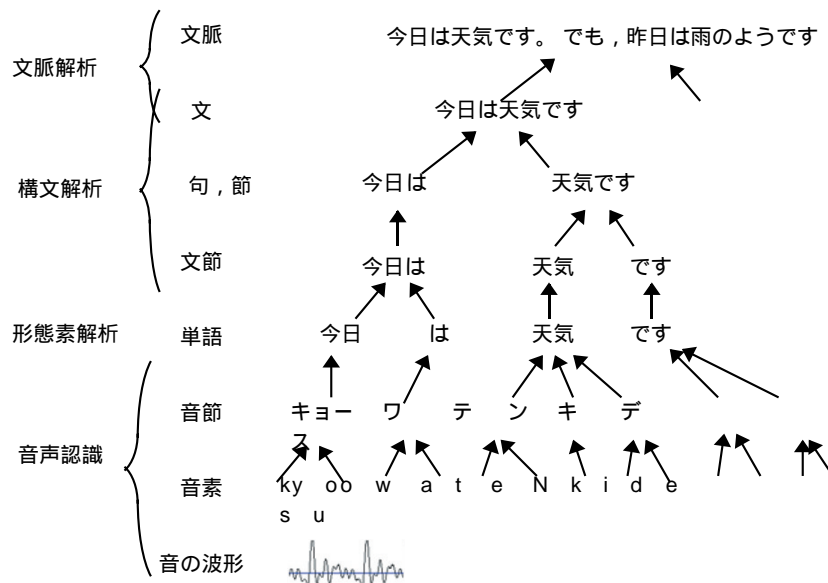 文脈 今日は天気です。 でも , 昨日は雨のようです
文脈解析
文 今日は天気です
構文解析 句 , 節 今日は 天気です
文節 今日は 天気 です
形態素解析 単語 今日 は 天気 です
音節 キョー ワ テ ン キ デ
ス
音声認識
音素 ky oo w a t e N k i d e
s u
音の波形